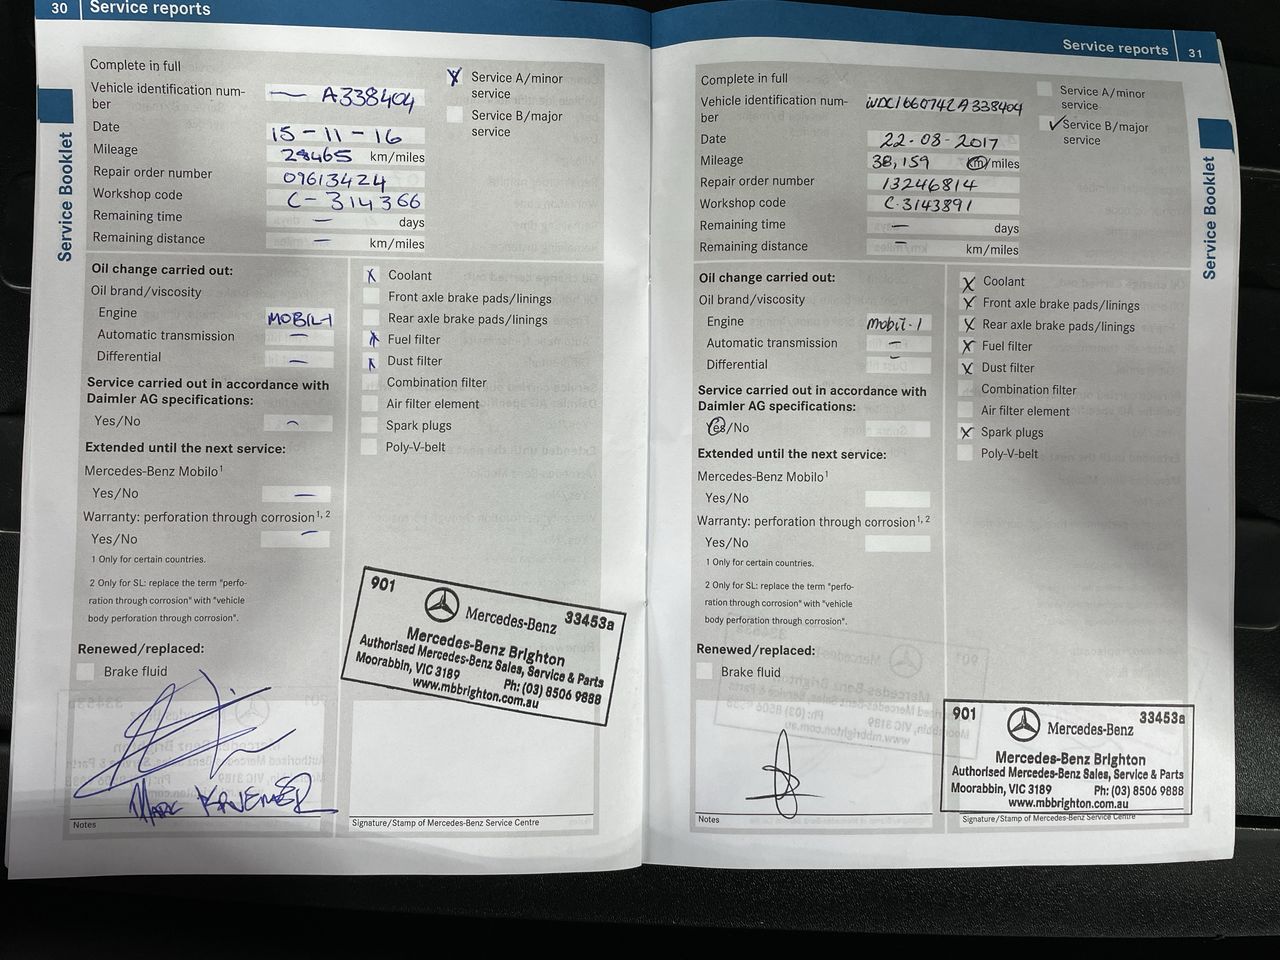 30 Service reports
Complete in full
Vehicle identification num-
ber
— A338404
Date 15-11-16
Mileage 28465 km/miles
Repair order number 09613424
Workshop code C-314366
Remaining time — days
Remaining distance — km/miles
X Service A/minor
service
Service B/major
service
Service Booklet
Oil change carried out:
Oil brand/viscosity
Engine MOBIL-1
Automatic transmission —
Differential —
Service carried out in accordance with
Daimler AG specifications:
Yes/No —
Extended until the next service:
Mercedes-Benz Mobilo1
Yes/No —
Warranty: perforation through corrosion1, 2
Yes/No —
1 Only for certain countries.
2 Only for SL: replace the term "perfo-
ration through corrosion" with "vehicle
body perforation through corrosion".
Renewed/replaced:
Brake fluid
X Coolant
Front axle brake pads/linings
Rear axle brake pads/linings
X Fuel filter
X Dust filter
Combination filter
Air filter element
Spark plugs
Poly-V-belt
901 Mercedes-Benz 33453a
Mercedes-Benz Brighton
Authorised Mercedes-Benz Sales, Service & Parts
Moorabbin, VIC 3189 Ph: (03) 8506 9888
www.mbbrighton.com.au
Notes
Signature/Stamp of Mercedes-Benz Service Centre
Service reports 31
Complete in full
Vehicle identification num-
ber
WDC1660742A338404
Date 22-08-2017
Mileage 38,159 km/miles
Repair order number 13246814
Workshop code C.3143891
Remaining time — days
Remaining distance — km/miles
Service A/minor
service
✓ Service B/major
service
Service Booklet
Oil change carried out:
Oil brand/viscosity
Engine mobil-1
Automatic transmission —
Differential —
Service carried out in accordance with
Daimler AG specifications:
Yes/No
Extended until the next service:
Mercedes-Benz Mobilo1
Yes/No
Warranty: perforation through corrosion1, 2
Yes/No
1 Only for certain countries.
2 Only for SL: replace the term "perfo-
ration through corrosion" with "vehicle
body perforation through corrosion".
Renewed/replaced:
Brake fluid
X Coolant
X Front axle brake pads/linings
X Rear axle brake pads/linings
X Fuel filter
X Dust filter
Combination filter
Air filter element
X Spark plugs
Poly-V-belt
901 Mercedes-Benz 33453a
Mercedes-Benz Brighton
Authorised Mercedes-Benz Sales, Service & Parts
Moorabbin, VIC 3189 Ph: (03) 8506 9888
www.mbbrighton.com.au
Notes
Signature/Stamp of Mercedes-Benz Service Centre